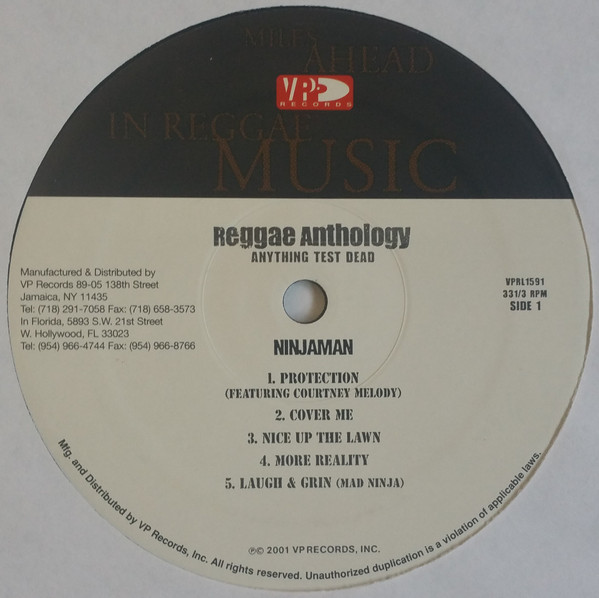 MILES
AHEAD
VP
RECORDS
IN REGGAE
MUSIC
Reggae Anthology
ANYTHING TEST DEAD
Manufactured & Distributed by
VP Records 89-05 138th Street
Jamaica, NY 11435
Tel: (718) 291-7058 Fax: (718) 658-3573
In Florida, 5893 S.W. 21st Street
W. Hollywood, FL 33023
Tel: (954) 966-4744 Fax: (954) 966-8766
VPRL1591
331/3 RPM
SIDE 1
NINJAMAN
1. PROTECTION
(FEATURING COURTNEY MELODY)
2. COVER ME
3. NICE UP THE LAWN
4. MORE REALITY
5. LAUGH & GRIN (MAD NINJA)
℗© 2001 VP RECORDS, INC.
Mfg. and Distributed by VP Records, Inc. All rights reserved. Unauthorized duplication is a violation of applicable laws.